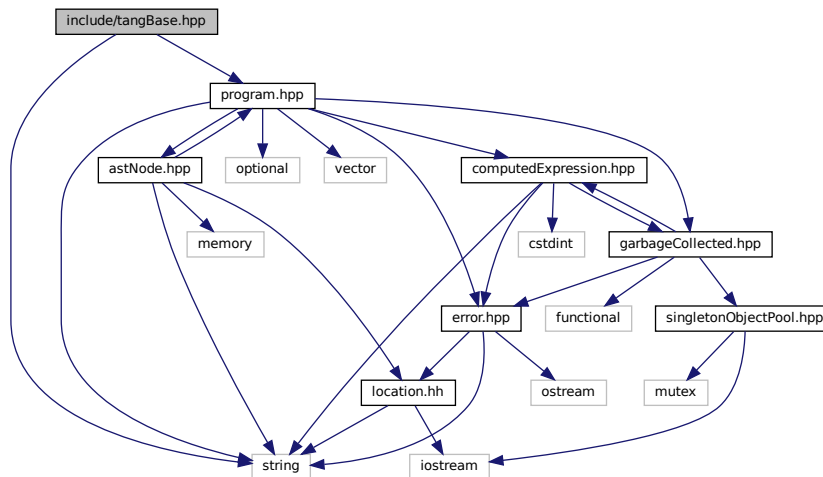 include/tangBase.hpp
program.hpp
astNode.hpp
optional
vector
computedExpression.hpp
memory
cstdint
garbageCollected.hpp
error.hpp
functional
singletonObjectPool.hpp
location.hh
ostream
mutex
string
iostream